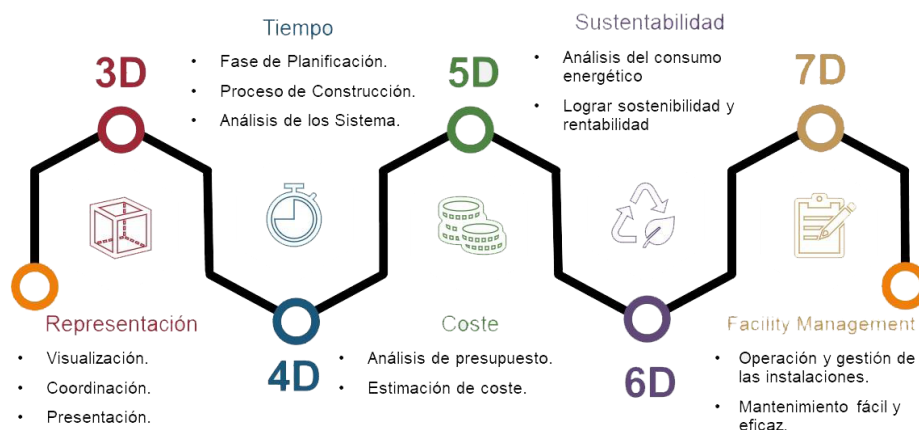 3D
Representación
• Visualización.
• Coordinación.
• Presentación.
Tiempo
• Fase de Planificación.
• Proceso de Construcción.
• Análisis de los Sistema.
4D
5D
Coste
• Análisis de presupuesto.
• Estimación de coste.
Sustentabilidad
• Análisis del consumo
energético
• Lograr sostenibilidad y
rentabilidad
6D
7D
Facility Management
• Operación y gestión de
las instalaciones.
• Mantenimiento fácil y
eficaz.